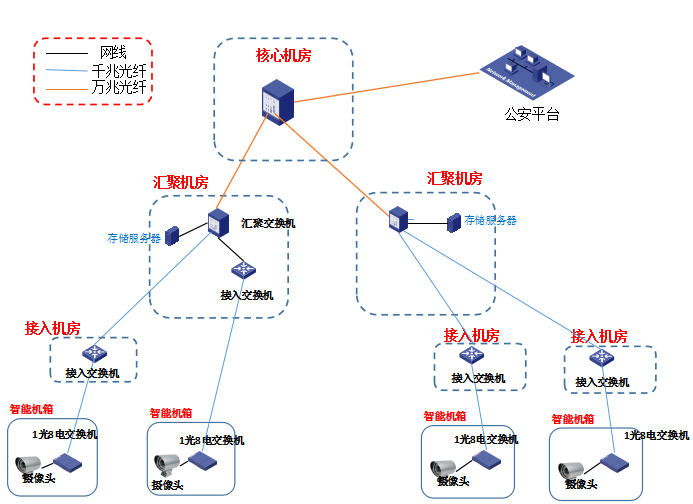 网线
千兆光纤
万兆光纤
核心机房
Network Management
公安平台
汇聚机房
汇聚机房
存储服务器
汇聚交换机
存储服务器
接入交换机
接入机房
接入机房
接入机房
接入交换机
接入交换机
接入交换机
智能机箱
智能机箱
智能机箱
智能机箱
1光8电交换机
1光8电交换机
1光8电交换机
1光8电交换机
摄像头
摄像头
摄像头
摄像头